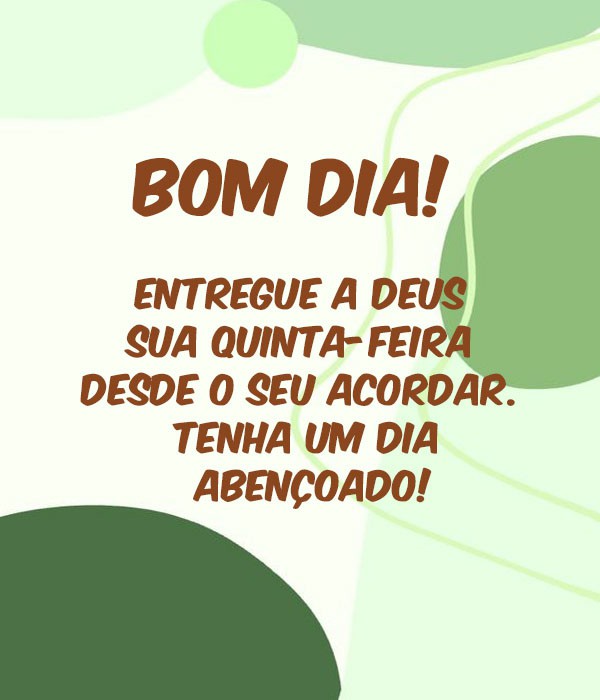 BOM DIA!
ENTREGUE A DEUS
SUA QUINTA-FEIRA
DESDE O SEU ACORDAR.
TENHA UM DIA
ABENÇOADO!